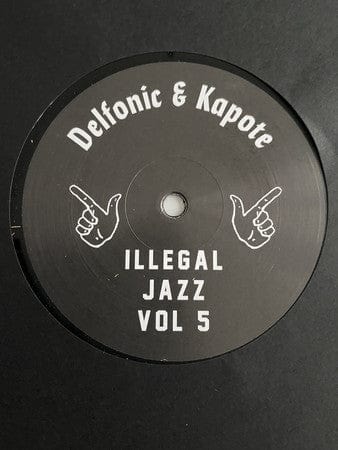 Delfonic & Kapote
ILLEGAL
JAZZ
VOL 5